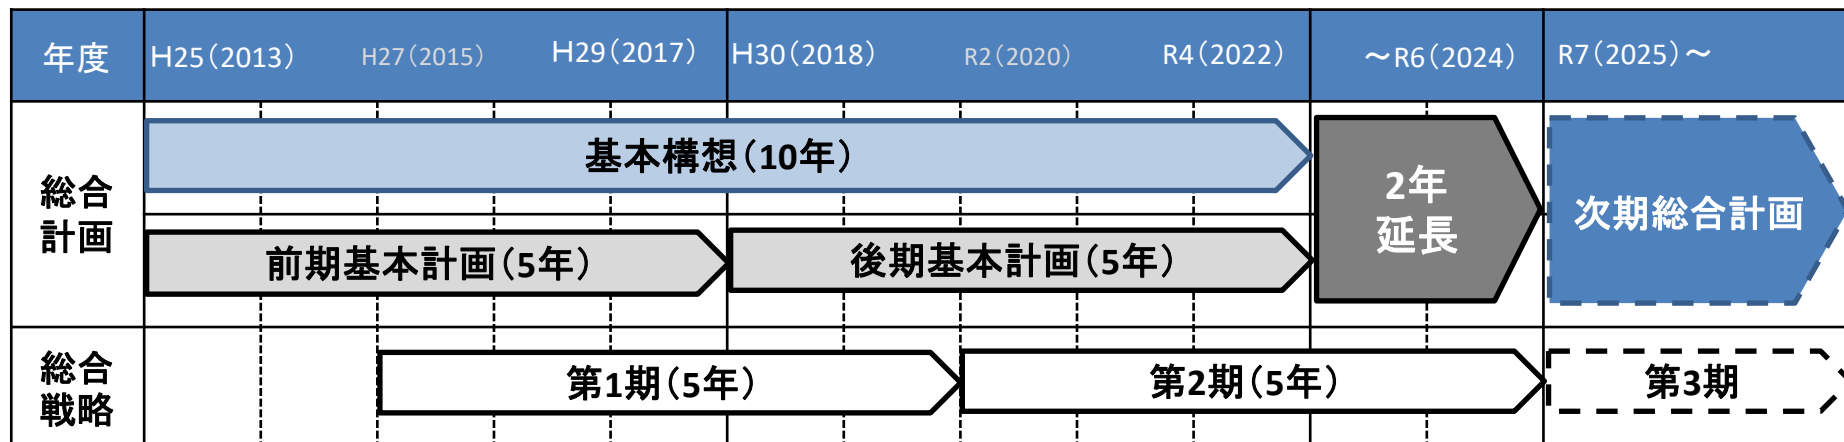 年度 H25(2013) H27(2015) H29(2017) H30(2018) R2(2020) R4(2022) ～R6(2024) R7(2025)～
総合
計画
基本構想(10年)
前期基本計画(5年)
後期基本計画(5年)
2年
延長
次期総合計画
総合
戦略
第1期(5年)
第2期(5年)
第3期